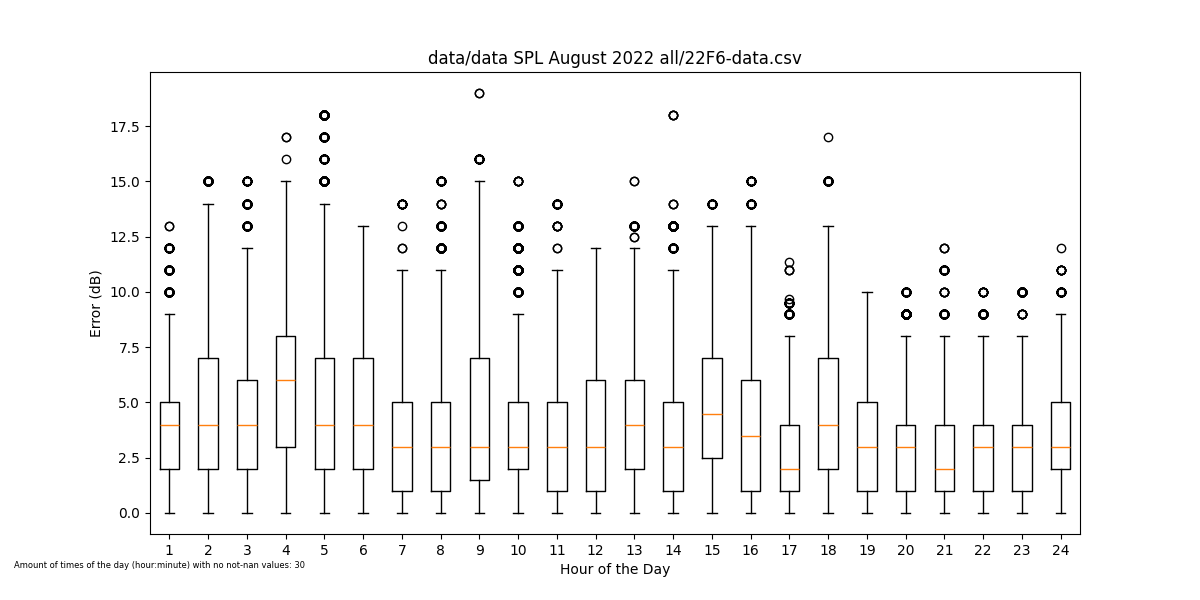 data/data SPL August 2022 all/22F6-data.csv
17.5
15.0
12.5
10.0
7.5
5.0
2.5
0.0
Error (dB)
1 2 3 4 5 6 7 8 9 10 11 12 13 14 15 16 17 18 19 20 21 22 23 24
Hour of the Day
Amount of times of the day (hour:minute) with no not-nan values: 30